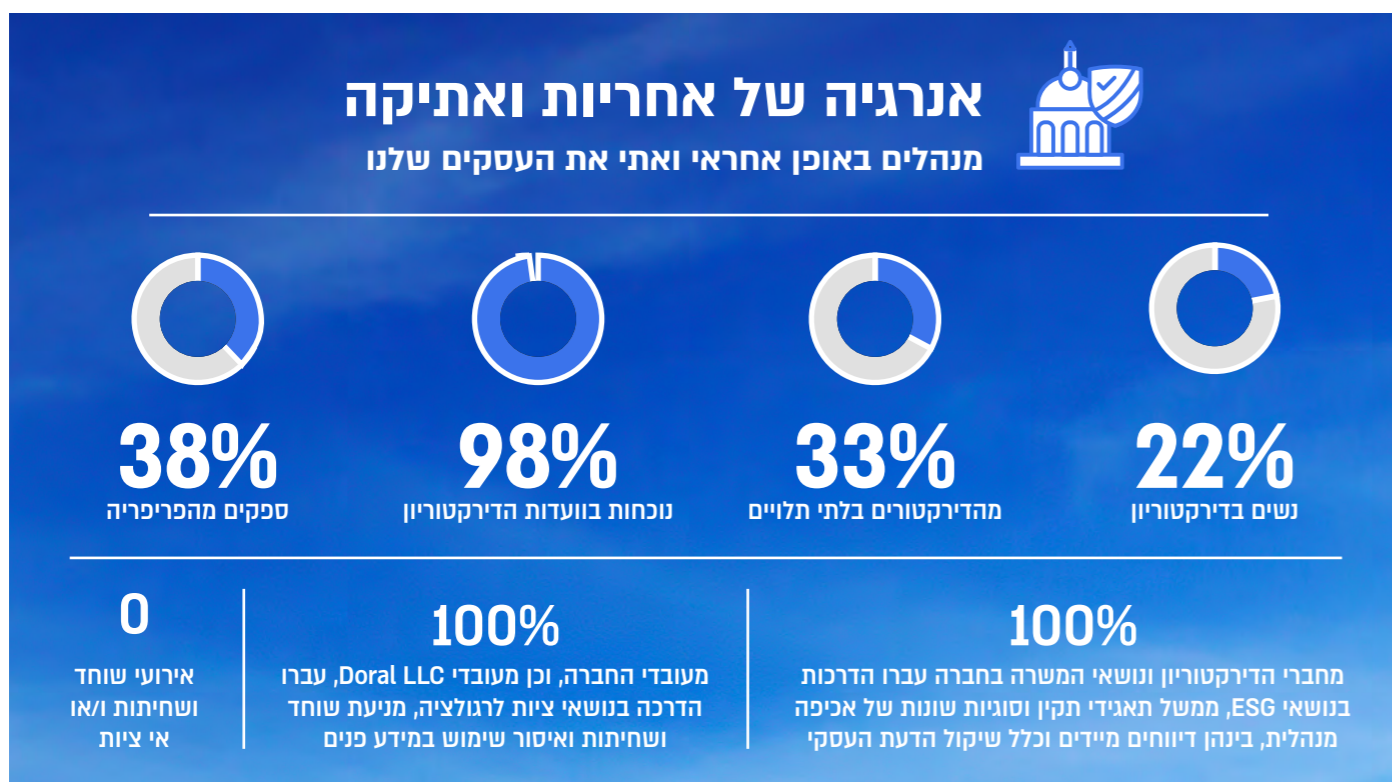 אנרגיה של אחריות ואתיקה
מנהלים באופן אחראי ואתי את העסקים שלנו
22%
נשים בדירקטוריון
33%
מהדירקטורים בלתי תלויים
98%
נוכחות בוועדות הדירקטוריון
38%
ספקים מהפריפריה
100%
מחברי הדירקטוריון ונושאי המשרה בחברה עברו הדרכות
בנושאי ESG, ממשל תאגידי תקין וסוגיות שונות של אכיפה
מנהלית, בינהן דיווחים מיידים וכלל שיקול הדעת העסקי
100%
מעובדי החברה, וכן מעובדי Doral LLC, עברו
הדרכה בנושאי ציות לרגולציה, מניעת שוחד
ושחיתות ואיסור שימוש במידע פנים
0
אירועי שוחד
ושחיתות ו/או
אי ציות